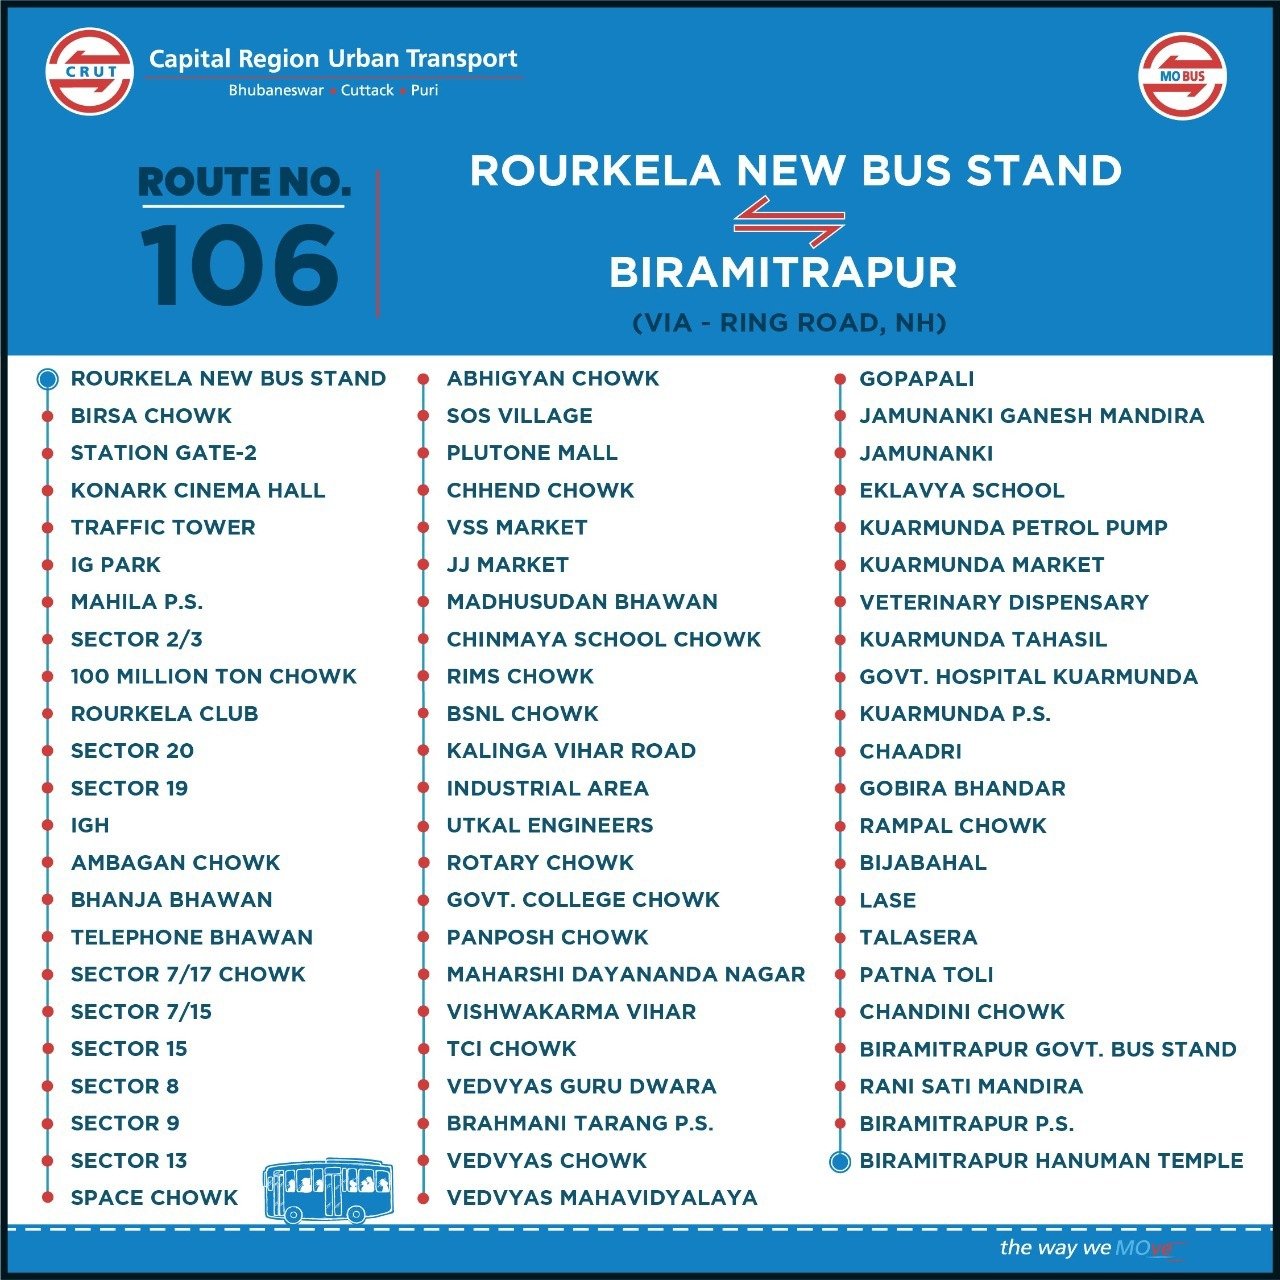 CRUT
Capital Region Urban Transport
Bhubaneswar • Cuttack • Puri
MO BUS
ROUTE NO.
106
ROURKELA NEW BUS STAND
BIRAMITRAPUR
(VIA - RING ROAD, NH)
ROURKELA NEW BUS STAND
BIRSA CHOWK
STATION GATE-2
KONARK CINEMA HALL
TRAFFIC TOWER
IG PARK
MAHILA P.S.
SECTOR 2/3
100 MILLION TON CHOWK
ROURKELA CLUB
SECTOR 20
SECTOR 19
IGH
AMBAGAN CHOWK
BHANJA BHAWAN
TELEPHONE BHAWAN
SECTOR 7/17 CHOWK
SECTOR 7/15
SECTOR 15
SECTOR 8
SECTOR 9
SECTOR 13
SPACE CHOWK
ABHIGYAN CHOWK
SOS VILLAGE
PLUTONE MALL
CHHEND CHOWK
VSS MARKET
JJ MARKET
MADHUSUDAN BHAWAN
CHINMAYA SCHOOL CHOWK
RIMS CHOWK
BSNL CHOWK
KALINGA VIHAR ROAD
INDUSTRIAL AREA
UTKAL ENGINEERS
ROTARY CHOWK
GOVT. COLLEGE CHOWK
PANPOSH CHOWK
MAHARSHI DAYANANDA NAGAR
VISHWAKARMA VIHAR
TCI CHOWK
VEDVYAS GURU DWARA
BRAHMANI TARANG P.S.
VEDVYAS CHOWK
VEDVYAS MAHAVIDYALAYA
GOPAPALI
JAMUNANKI GANESH MANDIRA
JAMUNANKI
EKLAVYA SCHOOL
KUARMUNDA PETROL PUMP
KUARMUNDA MARKET
VETERINARY DISPENSARY
KUARMUNDA TAHASIL
GOVT. HOSPITAL KUARMUNDA
KUARMUNDA P.S.
CHAADRI
GOBIRA BHANDAR
RAMPAL CHOWK
BIJABAHAL
LASE
TALASERA
PATNA TOLI
CHANDINI CHOWK
BIRAMITRAPUR GOVT. BUS STAND
RANI SATI MANDIRA
BIRAMITRAPUR P.S.
BIRAMITRAPUR HANUMAN TEMPLE
the way we MOve